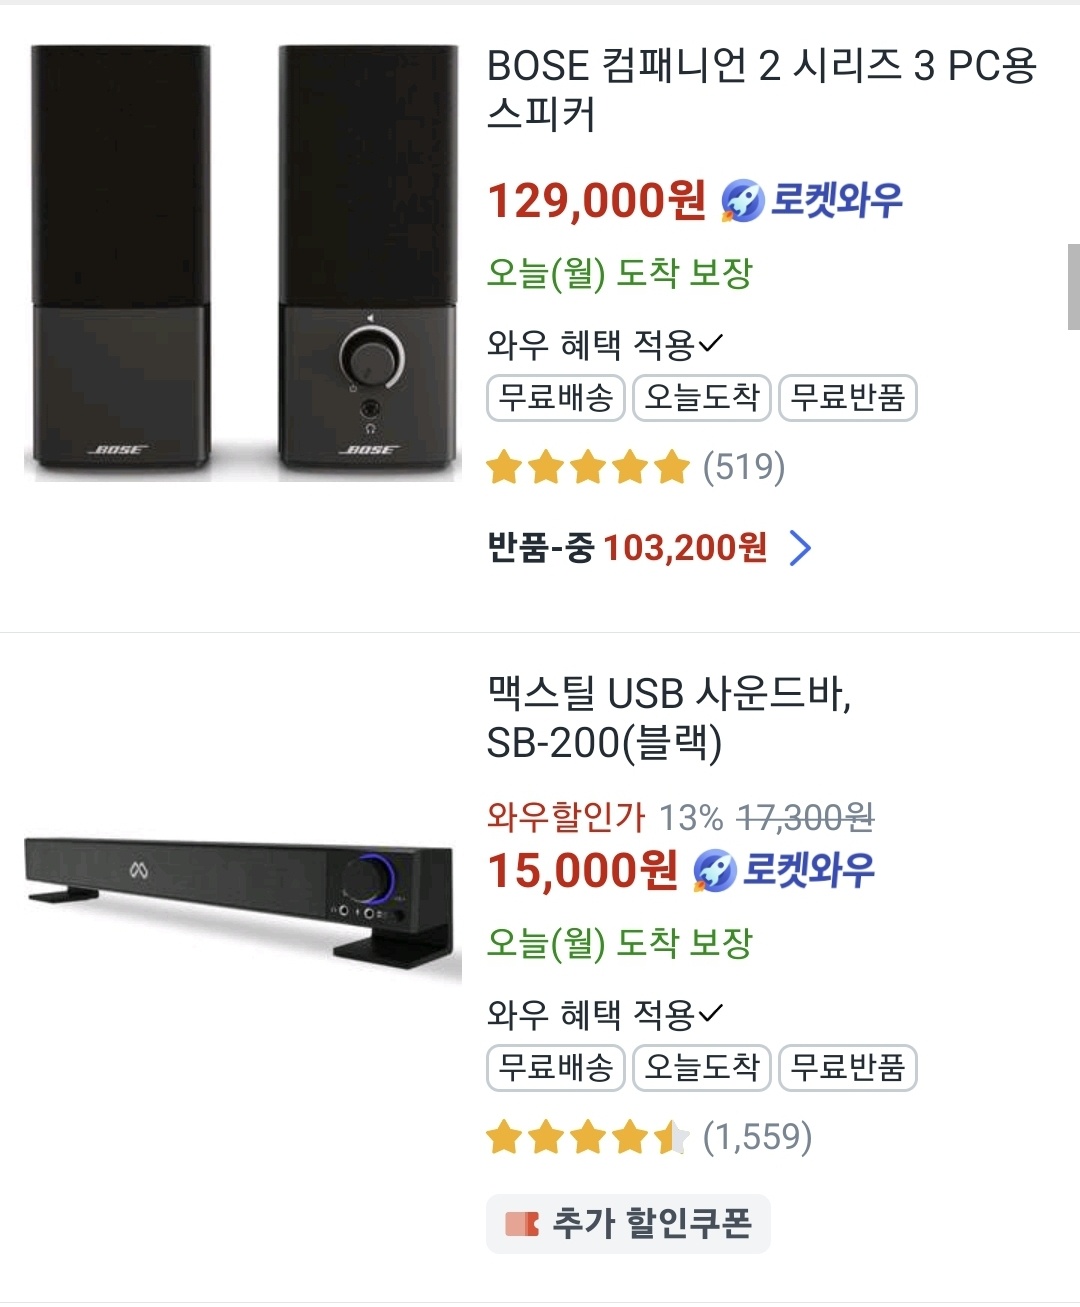 BOSE 컴패니언 2 시리즈 3 PC용
스피커
129,000원 로켓와우
오늘(월) 도착 보장
와우 혜택 적용✓
무료배송 오늘도착 무료반품
(519)
반품-중 103,200원
BOSE BOSE
맥스틸 USB 사운드바,
SB-200(블랙)
와우할인가 13% 17,300원
15,000원 로켓와우
오늘(월) 도착 보장
와우 혜택 적용✓
무료배송 오늘도착 무료반품
(1,559)
추가 할인쿠폰